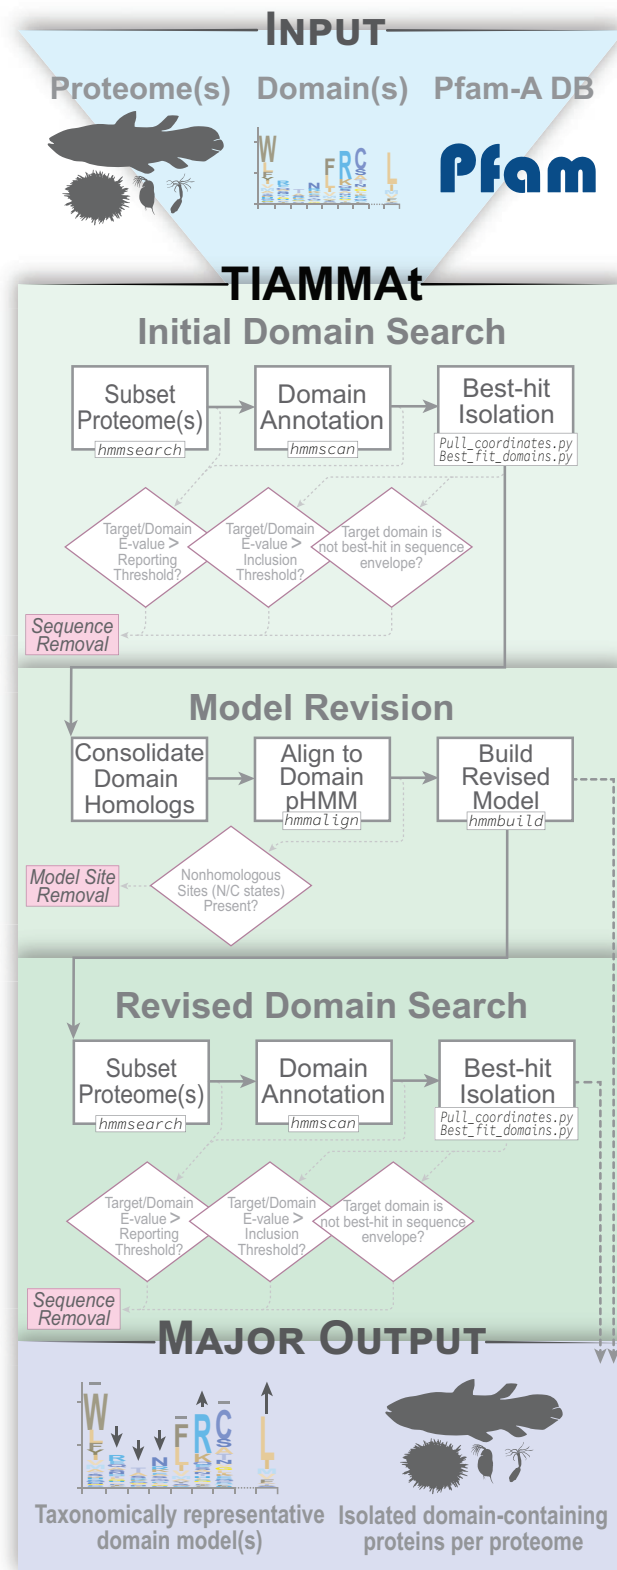 INPUT
Proteome(s) Domain(s) Pfam-A DB
Pfam
TIAMMAt
Initial Domain Search
Subset
Proteome(s)
hmmsearch
Domain
Annotation
hmmscan
Best-hit
Isolation
Pull_coordinates.py
Best_fit_domains.py
Target/Domain
E-value >
Reporting
Threshold?
Target/Domain
E-value >
Inclusion
Threshold?
Target domain is
not best-hit in sequence
envelope?
Sequence
Removal
Model Revision
Consolidate
Domain
Homologs
Align to
Domain
pHMM
hmmalign
Build
Revised
Model
hmmbuild
Nonhomologous
Sites (N/C states)
Present?
Model Site
Removal
Revised Domain Search
Subset
Proteome(s)
hmmsearch
Domain
Annotation
hmmscan
Best-hit
Isolation
Pull_coordinates.py
Best_fit_domains.py
Target/Domain
E-value >
Reporting
Threshold?
Target/Domain
E-value >
Inclusion
Threshold?
Target domain is
not best-hit in sequence
envelope?
Sequence
Removal
MAJOR OUTPUT
Taxonomically representative
domain model(s)
Isolated domain-containing
proteins per proteome